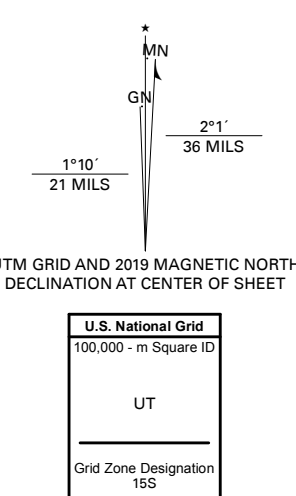 MN
GN
2°1´
36 MILS
1°10´
21 MILS
UTM GRID AND 2019 MAGNETIC NORTH
DECLINATION AT CENTER OF SHEET
U.S. National Grid
100,000 - m Square ID
UT
Grid Zone Designation
15S